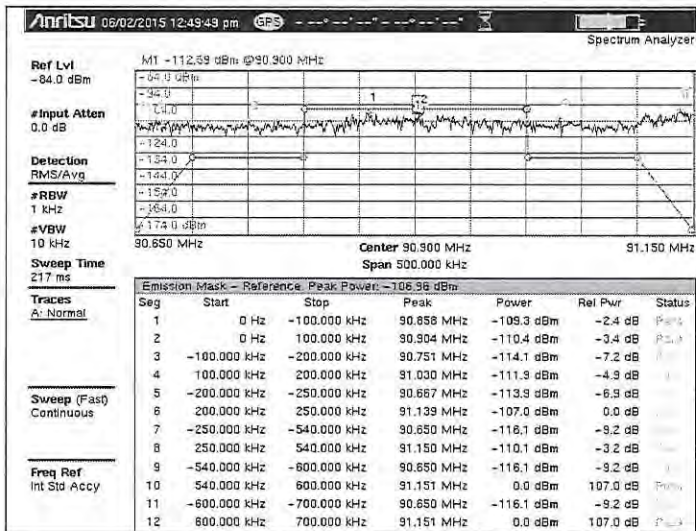 Anritsu 06/02/2015 12:49:49 pm GPS
Spectrum Analyzer
Ref Lvl
-84.0 dBm
M1 -112.59 dBm @90.900 MHz
#Input Atten
0.0 dB
Detection
RMS/Avg
#RBW
1 kHz
#VBW
10 kHz
Sweep Time
217 ms
Traces
A: Normal
Sweep (Fast)
Continuous
Freq Ref
Int Std Accy
-84.0 dBm
-94.0
-124.0
-134.0
-144.0
-154.0
-164.0
-174.0 dBm
1
12
90.650 MHz Center 90.900 MHz 91.150 MHz
Span 500.000 kHz
Emission Mask - Reference: Peak Power: -106.96 dBm
Seg Start Stop Peak Power Rel Pwr Status
1 0 Hz -100.000 kHz 90.858 MHz -109.3 dBm -2.4 dB
2 0 Hz 100.000 kHz 90.904 MHz -110.4 dBm -3.4 dB
3 -100.000 kHz -200.000 kHz 90.751 MHz -114.1 dBm -7.2 dB
4 100.000 kHz 200.000 kHz 91.030 MHz -111.9 dBm -4.9 dB
5 -200.000 kHz -250.000 kHz 90.667 MHz -113.9 dBm -6.9 dB
6 200.000 kHz 250.000 kHz 91.139 MHz -107.0 dBm 0.0 dB
7 -250.000 kHz -540.000 kHz 90.650 MHz -116.1 dBm -9.2 dB
8 250.000 kHz 540.000 kHz 91.150 MHz -110.1 dBm -3.2 dB
9 -540.000 kHz -600.000 kHz 90.650 MHz -116.1 dBm -9.2 dB
10 540.000 kHz 600.000 kHz 91.151 MHz 0.0 dBm 107.0 dB
11 -600.000 kHz -700.000 kHz 90.650 MHz -116.1 dBm -9.2 dB
12 600.000 kHz 700.000 kHz 91.151 MHz 0.0 dBm 107.0 dB